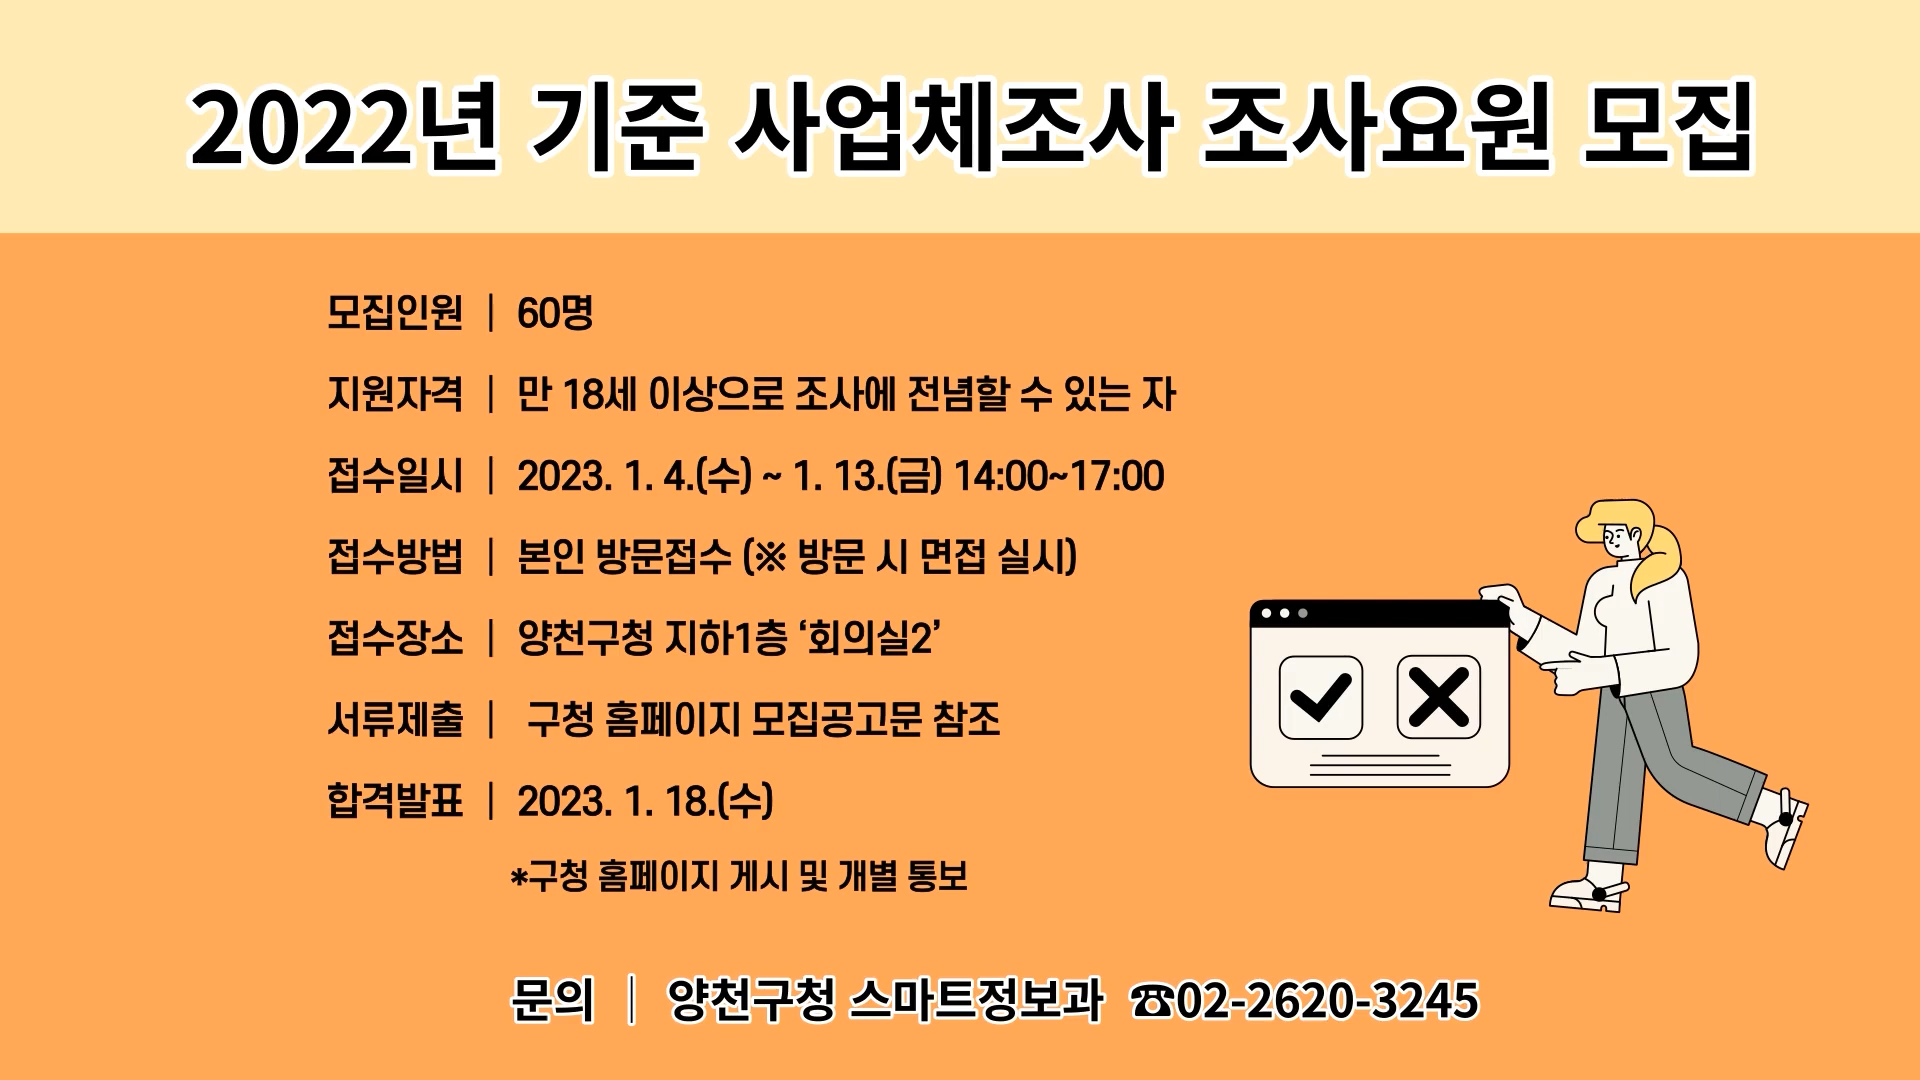 2022년 기준 사업체조사 조사요원 모집
모집인원 | 60명
지원자격 | 만 18세 이상으로 조사에 전념할 수 있는 자
접수일시 | 2023. 1. 4.(수) ~ 1. 13.(금) 14:00~17:00
접수방법 | 본인 방문접수 (※ 방문 시 면접 실시)
접수장소 | 양천구청 지하1층 ‘회의실2’
서류제출 | 구청 홈페이지 모집공고문 참조
합격발표 | 2023. 1. 18.(수)
*구청 홈페이지 게시 및 개별 통보
문의 | 양천구청 스마트정보과 ☎02-2620-3245